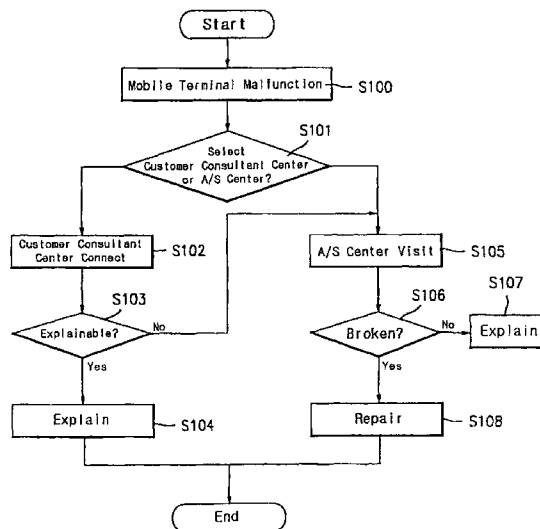 Start
Mobile Terminal Malfunction
S100
S101
Select
Customer Consultant Center
or A/S Center?
Customer Consultant
Center Connect
S102
A/S Center Visit
S105
S103
Explainable?
No
Yes
S106
Broken?
No
Yes
S107
Explain
Explain
S104
Repair
S108
End